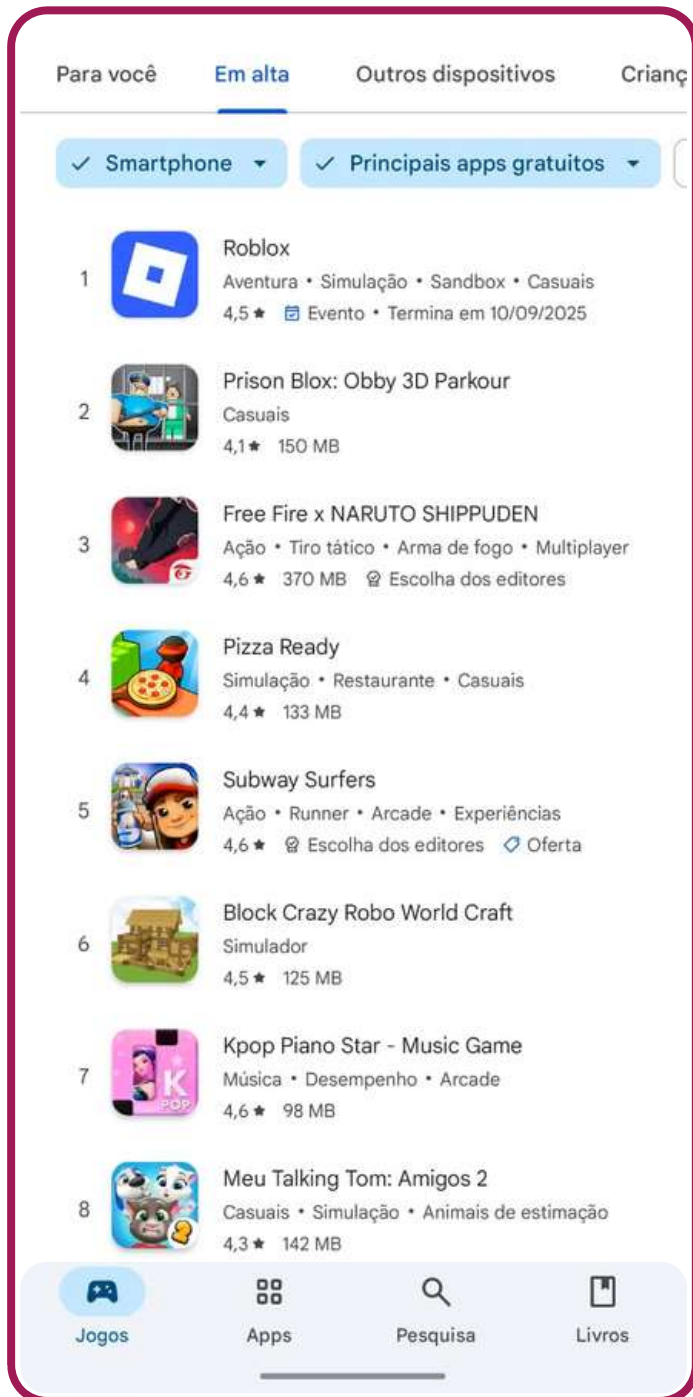 Para você Em alta Outros dispositivos Crianç
Smartphone Principais apps gratuitos
1 Roblox
Aventura • Simulação • Sandbox • Casuais
4,5 ★ Evento • Termina em 10/09/2025
2 Prison Blox: Obby 3D Parkour
Casuais
4,1 ★ 150 MB
3 Free Fire x NARUTO SHIPPUDEN
Ação • Tiro tático • Arma de fogo • Multiplayer
4,6 ★ 370 MB Escolha dos editores
4 Pizza Ready
Simulação • Restaurante • Casuais
4,4 ★ 133 MB
5 Subway Surfers
Ação • Runner • Arcade • Experiências
4,6 ★ Escolha dos editores Oferta
6 Block Crazy Robo World Craft
Simulador
4,5 ★ 125 MB
7 Kpop Piano Star - Music Game
Música • Desempenho • Arcade
4,6 ★ 98 MB
K
POP
8 Meu Talking Tom: Amigos 2
Casuais • Simulação • Animais de estimação
4,3 ★ 142 MB
2
Jogos Apps Pesquisa Livros